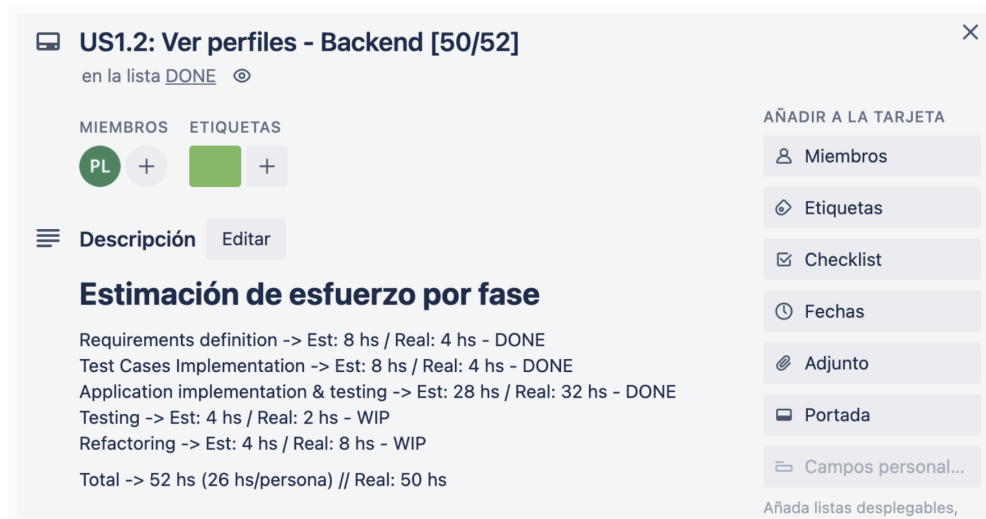 US1.2: Ver perfiles - Backend [50/52]
en la lista DONE
MIEMBROS
ETIQUETAS
PL
Descripción
Editar
Estimación de esfuerzo por fase
Requirements definition -> Est: 8 hs / Real: 4 hs - DONE
Test Cases Implementation -> Est: 8 hs / Real: 4 hs - DONE
Application implementation & testing -> Est: 28 hs / Real: 32 hs - DONE
Testing -> Est: 4 hs / Real: 2 hs - WIP
Refactoring -> Est: 4 hs / Real: 8 hs - WIP
Total -> 52 hs (26 hs/persona) // Real: 50 hs
AÑADIR A LA TARJETA
Miembros
Etiquetas
Checklist
Fechas
Adjunto
Portada
Campos personal...
Añada listas desplegables,